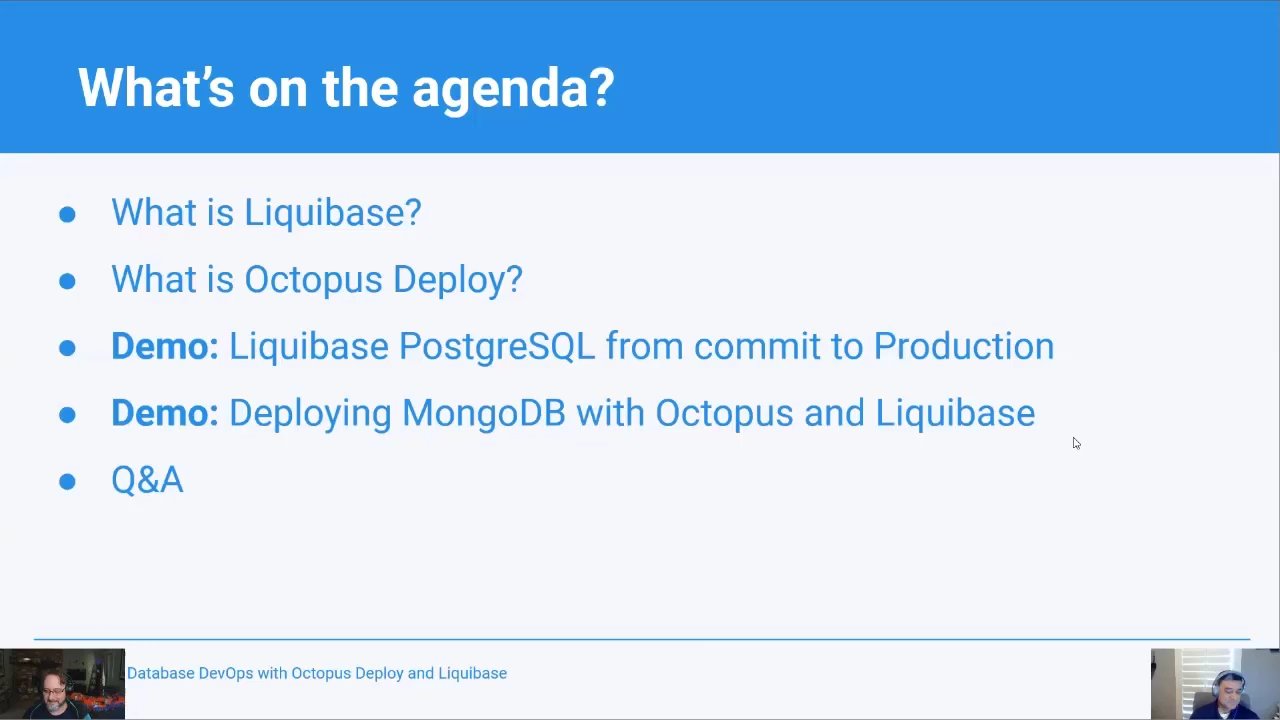 What's on the agenda?
● What is Liquibase?
● What is Octopus Deploy?
● Demo: Liquibase PostgreSQL from commit to Production
● Demo: Deploying MongoDB with Octopus and Liquibase
● Q&A
Database DevOps with Octopus Deploy and Liquibase